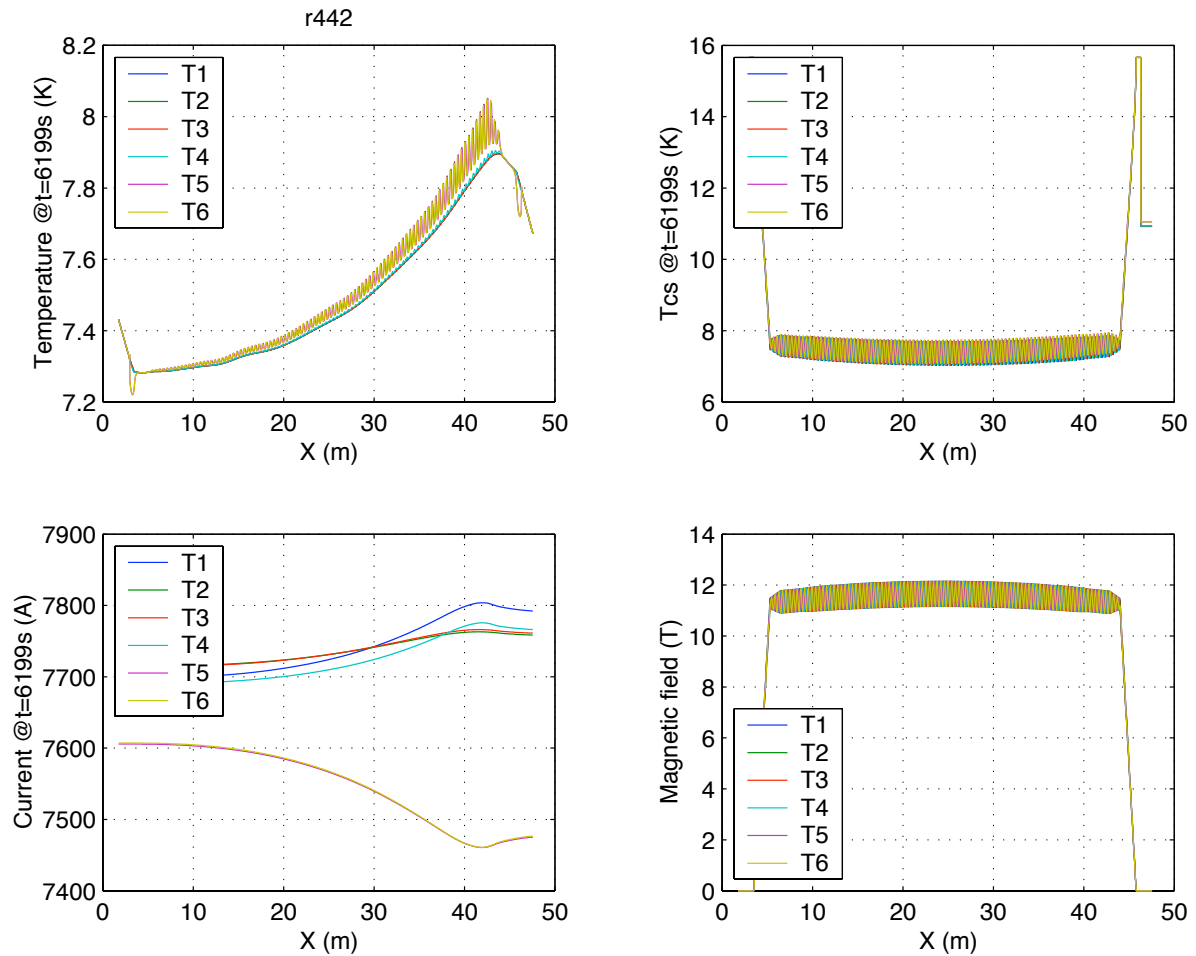 r442
Temperature @t=6199s (K)
8.2
8
7.8
7.6
7.4
7.2
0 10 20 30 40 50
X (m)
T1
T2
T3
T4
T5
T6
Tcs @t=6199s (K)
16
14
12
10
8
6
0 10 20 30 40 50
X (m)
T1
T2
T3
T4
T5
T6
Current @t=6199s (A)
7900
7800
7700
7600
7500
7400
0 10 20 30 40 50
X (m)
T1
T2
T3
T4
T5
T6
Magnetic field (T)
14
12
10
8
6
4
2
0
0 10 20 30 40 50
X (m)
T1
T2
T3
T4
T5
T6